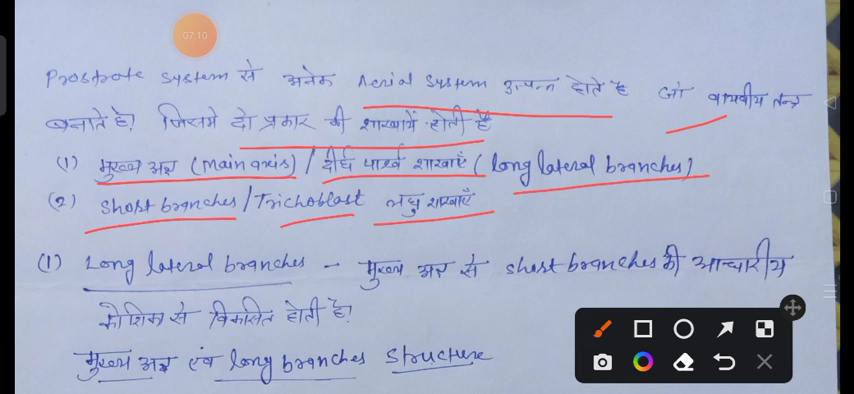 07:10
Prostrate system से अनेक Aerial system उत्पन्न होते है जो वायवीय तन्त्र
बनाते है। जिसमे दो प्रकार की शाखायें होती है
(1) मुख्य अक्ष (main axis) / दीर्घ पार्श्व शाखाएँ (long lateral branches)
(2) Short branches / Trichoblast लघु शाखाएँ
(1) Long lateral branches - मुख्य अक्ष से short branches की आधारीय
कोशिका से विकसित होती है।
मुख्य अक्ष एवं long branches structure